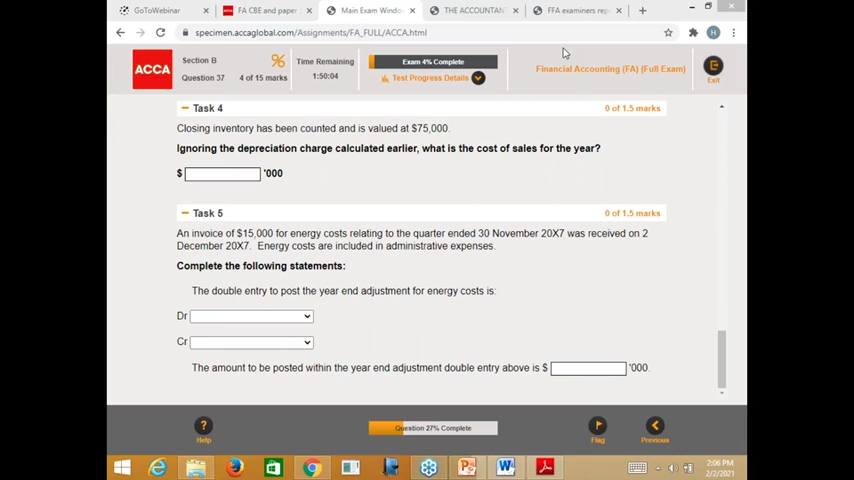 GoToWebinar
FA CBE and paper
Main Exam Windo
THE ACCOUNTANT
FFA examiners rep
specimen.accaglobal.com/Assignments/FA_FULL/ACCA.html
H
ACCA
Section B
Question 37
4 of 15 marks
Time Remaining
1:50:04
Exam 4% Complete
Test Progress Details
Financial Accounting (FA) (Full Exam)
Exit
Task 4
0 of 1.5 marks
Closing inventory has been counted and is valued at $75,000.
Ignoring the depreciation charge calculated earlier, what is the cost of sales for the year?
$ '000
Task 5
0 of 1.5 marks
An invoice of $15,000 for energy costs relating to the quarter ended 30 November 20X7 was received on 2
December 20X7. Energy costs are included in administrative expenses.
Complete the following statements:
The double entry to post the year end adjustment for energy costs is:
Dr
Cr
The amount to be posted within the year end adjustment double entry above is $ '000.
Help
Question 27% Complete
Flag
Previous
2:06 PM
2/2/2021